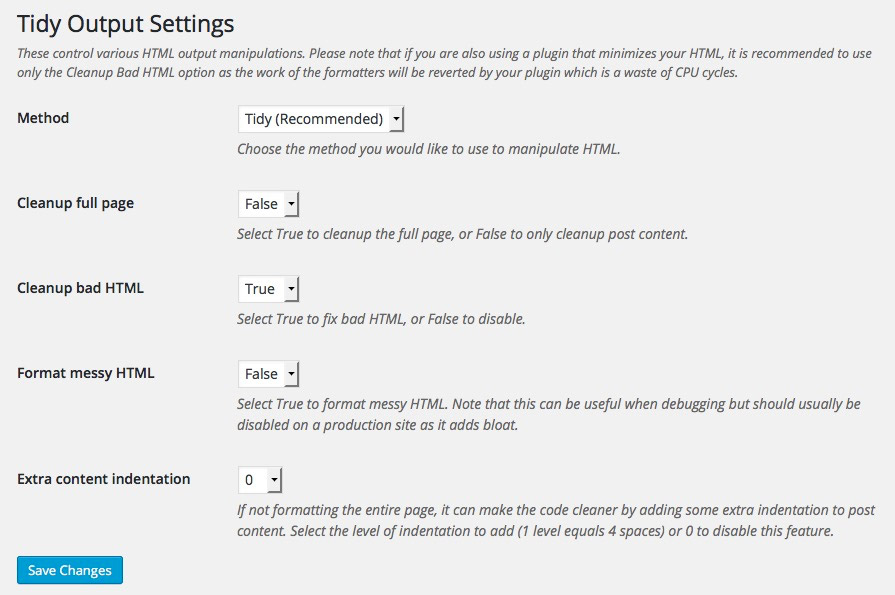 Tidy Output Settings
These control various HTML output manipulations. Please note that if you are also using a plugin that minimizes your HTML, it is recommended to use
only the Cleanup Bad HTML option as the work of the formatters will be reverted by your plugin which is a waste of CPU cycles.
Method
Tidy (Recommended)
Choose the method you would like to use to manipulate HTML.
Cleanup full page
False
Select True to cleanup the full page, or False to only cleanup post content.
Cleanup bad HTML
True
Select True to fix bad HTML, or False to disable.
Format messy HTML
False
Select True to format messy HTML. Note that this can be useful when debugging but should usually be
disabled on a production site as it adds bloat.
Extra content indentation
0
If not formatting the entire page, it can make the code cleaner by adding some extra indentation to post
content. Select the level of indentation to add (1 level equals 4 spaces) or 0 to disable this feature.
Save Changes